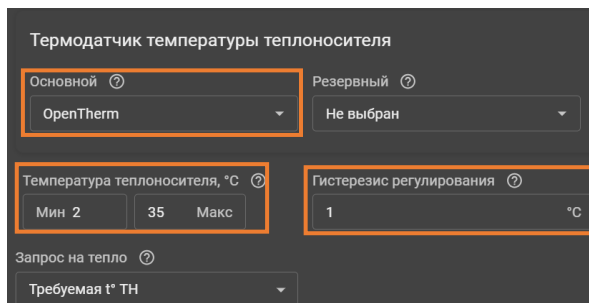 Термодатчик температуры теплоносителя
Основной ? Резервный ?
OpenTherm Не выбран
Температура теплоносителя, °C ? Гистерезис регулирования ?
Мин 2 35 Макс 1 °C
Запрос на тепло ?
Требуемая t° ТН